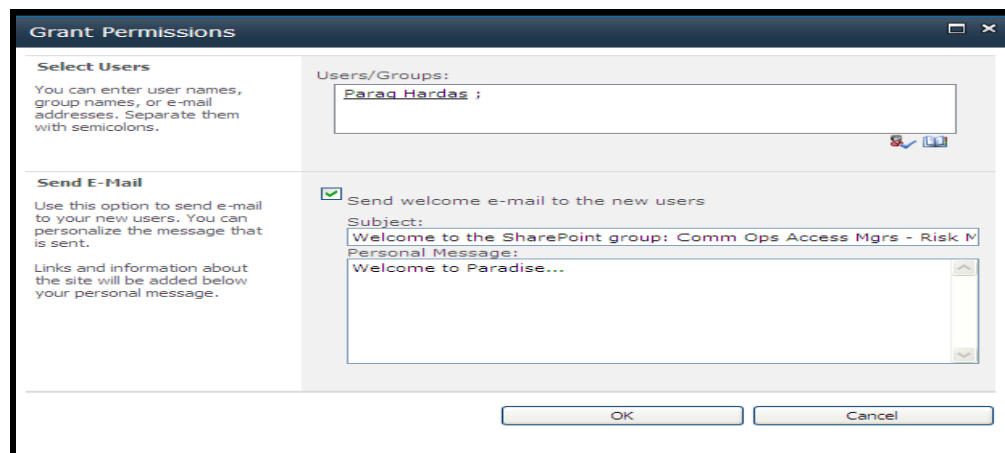 Grant Permissions
Select Users
You can enter user names,
group names, or e-mail
addresses. Separate them
with semicolons.
Users/Groups:
Parag Hardas ;
Send E-Mail
Use this option to send e-mail
to your new users. You can
personalize the message that
is sent.
Links and information about
the site will be added below
your personal message.
Send welcome e-mail to the new users
Subject:
Welcome to the SharePoint group: Comm Ops Access Mgrs - Risk M
Personal Message:
Welcome to Paradise...
OK
Cancel